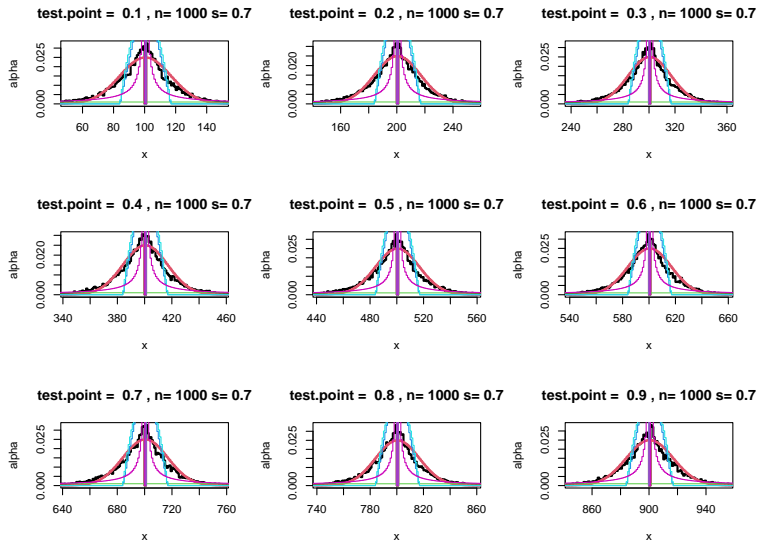 test.point = 0.1 , n= 1000 s= 0.7
alpha
0.000
0.025
60
80
100
120
140
x
test.point = 0.2 , n= 1000 s= 0.7
alpha
0.000
0.025
160
200
240
x
test.point = 0.3 , n= 1000 s= 0.7
alpha
0.000
0.025
240
280
320
360
x
test.point = 0.4 , n= 1000 s= 0.7
alpha
0.000
0.020
340
380
420
460
x
test.point = 0.5 , n= 1000 s= 0.7
alpha
0.000
0.025
440
480
520
560
x
test.point = 0.6 , n= 1000 s= 0.7
alpha
0.000
0.025
540
580
620
660
x
test.point = 0.7 , n= 1000 s= 0.7
alpha
0.000
0.025
640
680
720
760
x
test.point = 0.8 , n= 1000 s= 0.7
alpha
0.000
0.025
740
780
820
860
x
test.point = 0.9 , n= 1000 s= 0.7
alpha
0.000
0.025
860
900
940
x